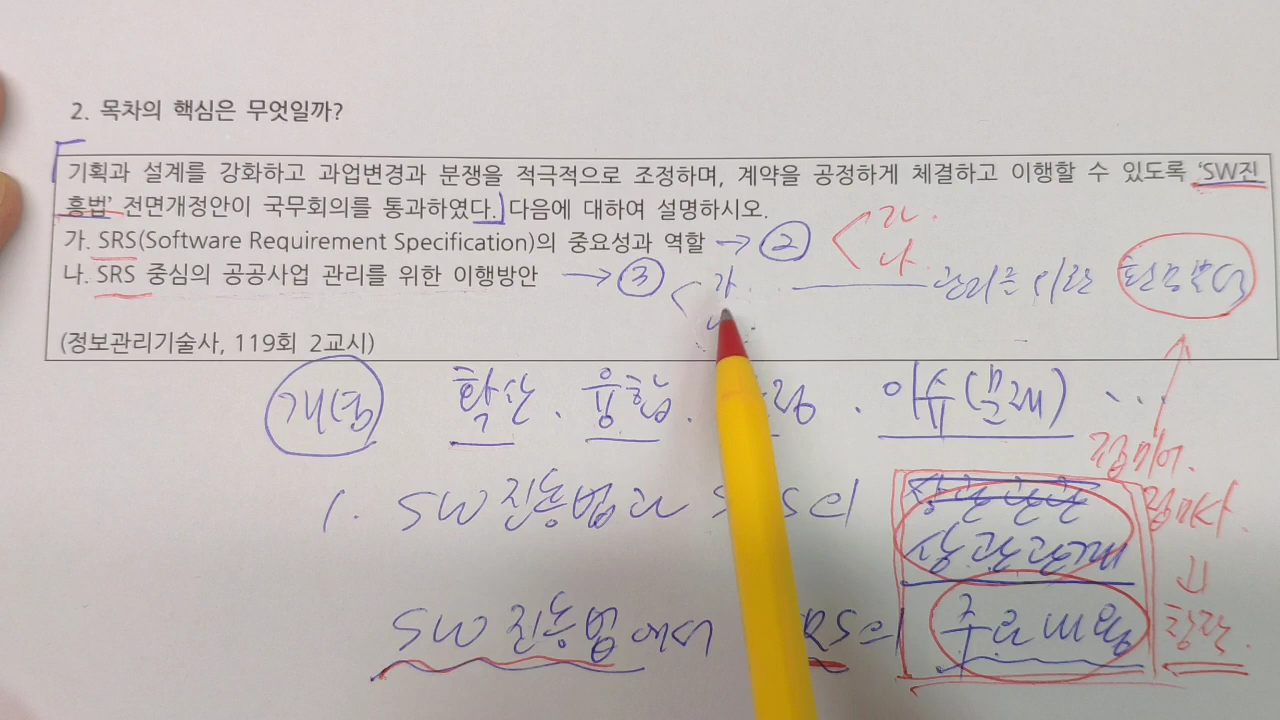 2. 목차의 핵심은 무엇일까?
기획과 설계를 강화하고 과업변경과 분쟁을 적극적으로 조정하며, 계약을 공정하게 체결하고 이행할 수 있도록 'SW진
흥법' 전면개정안이 국무회의를 통과하였다. 다음에 대하여 설명하시오.
가. SRS(Software Requirement Specification)의 중요성과 역할 → ② 가.
나.
나. SRS 중심의 공공사업 관리를 위한 이행방안 → ③ 가. 관리를 위한
(정보관리기술사, 119회 2교시)
개념 확산. 융합. . 이슈(문제) ...
1. SW진흥법과 S의 상관관계
SW진흥법에서 RS의 주요내용